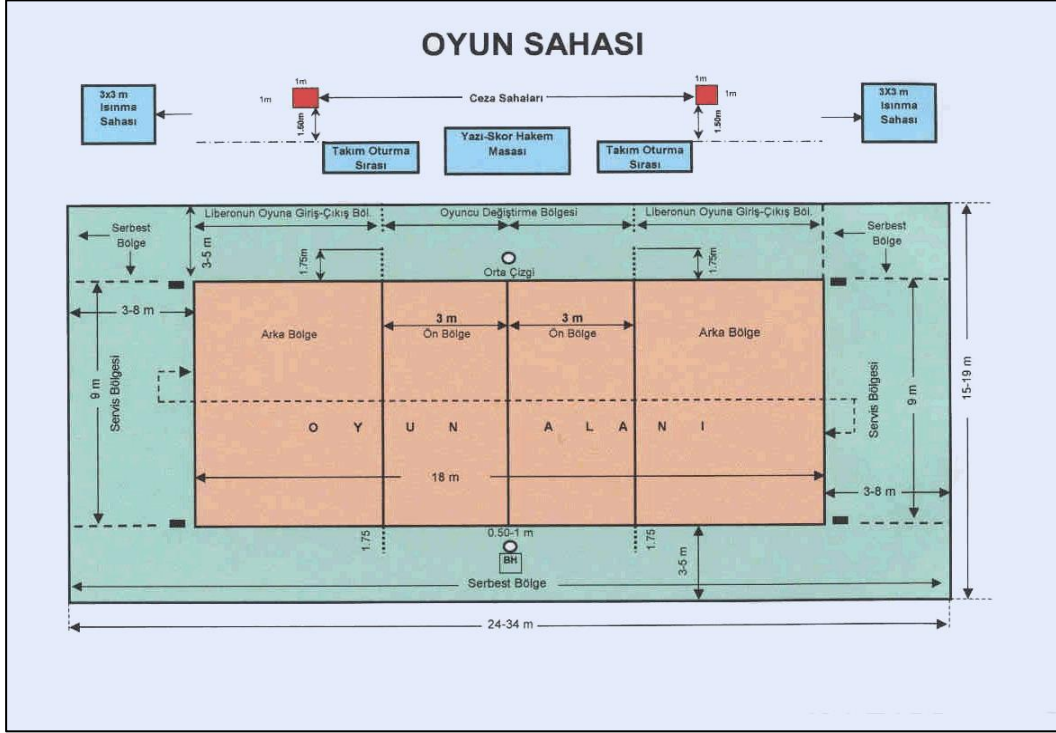 OYUN SAHASI
3x3 m
Isınma
Sahası
1m
1m
Ceza Sahaları
1m
1m
3X3 m
Isınma
Sahası
1.50m
1.50m
Takım Oturma
Sırası
Yazı-Skor Hakem
Masası
Takım Oturma
Sırası
Serbest
Bölge
3-5 m
Liberonun Oyuna Giriş-Çıkış Böl.
Oyuncu Değiştirme Bölgesi
Liberonun Oyuna Giriş-Çıkış Böl.
Serbest
Bölge
1.75m
Orta Çizgi
1.75m
3-8 m
Arka Bölge
3 m
Ön Bölge
3 m
Ön Bölge
Arka Bölge
9 m
Servis Bölgesi
O Y U N A L A N I
Servis Bölgesi
9 m
15-19 m
18 m
3-8 m
1.75
0.50-1 m
1.75
BH
3-5 m
Serbest Bölge
24-34 m